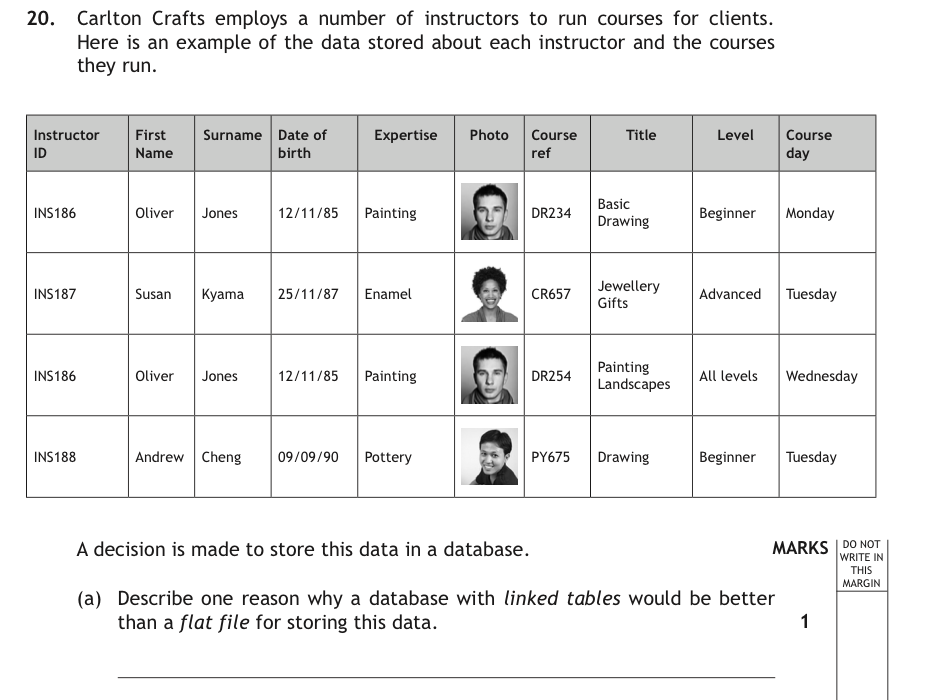 20. Carlton Crafts employs a number of instructors to run courses for clients.
Here is an example of the data stored about each instructor and the courses
they run.
Instructor ID First Name Surname Date of birth Expertise Photo Course ref Title Level Course day
INS186 Oliver Jones 12/11/85 Painting DR234 Basic Drawing Beginner Monday
INS187 Susan Kyama 25/11/87 Enamel CR657 Jewellery Gifts Advanced Tuesday
INS186 Oliver Jones 12/11/85 Painting DR254 Painting Landscapes All levels Wednesday
INS188 Andrew Cheng 09/09/90 Pottery PY675 Drawing Beginner Tuesday
A decision is made to store this data in a database.
MARKS
DO NOT
WRITE IN
THIS
MARGIN
(a) Describe one reason why a database with linked tables would be better
than a flat file for storing this data. 1